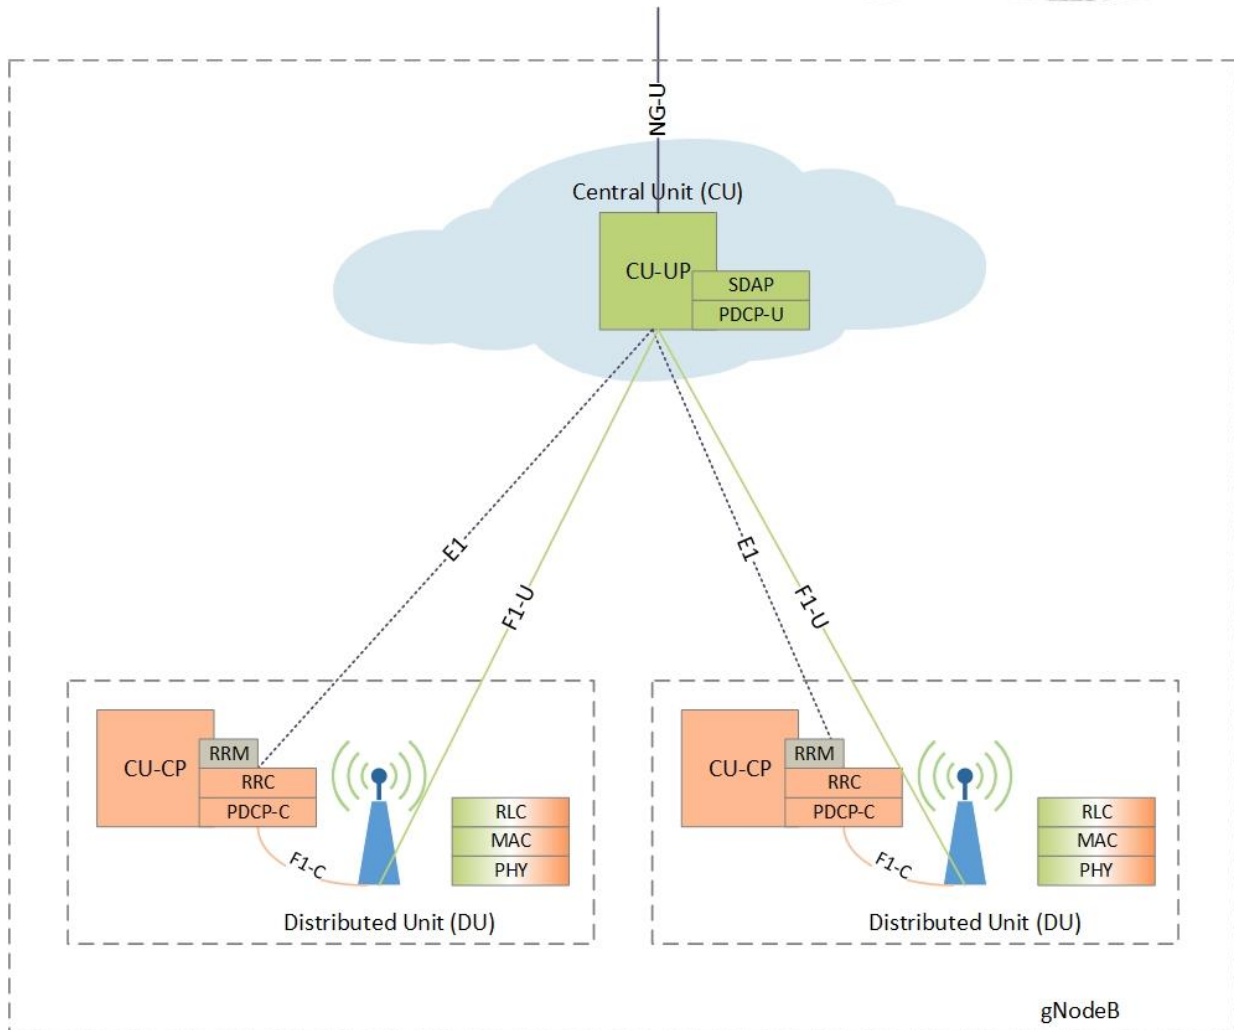 NG-U
Central Unit (CU)
CU-UP
SDAP
PDCP-U
E1
F1-U
E1
F1-U
CU-CP
RRM
RRC
PDCP-C
F1-C
RLC
MAC
PHY
Distributed Unit (DU)
CU-CP
RRM
RRC
PDCP-C
F1-C
RLC
MAC
PHY
Distributed Unit (DU)
gNodeB